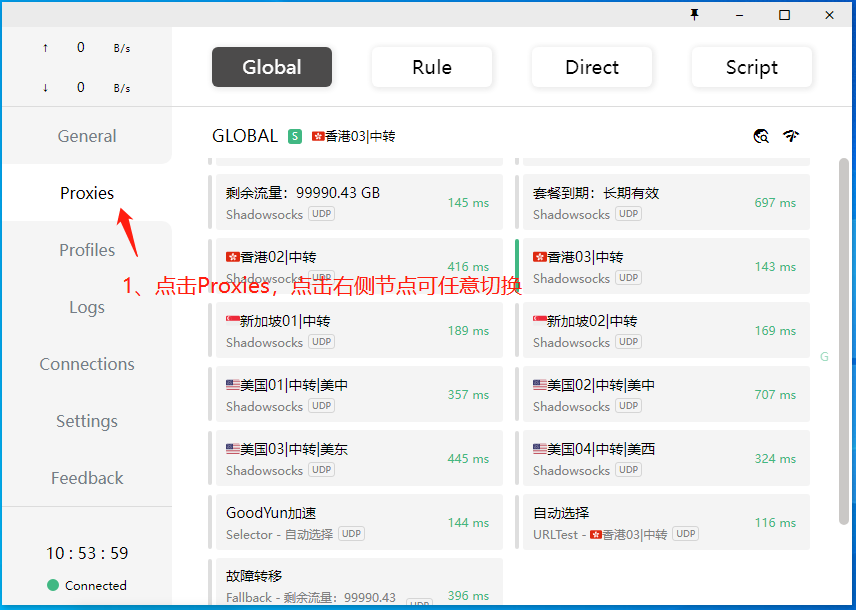 ↑ 0 B/s
↓ 0 B/s
General
Proxies
Profiles
Logs
Connections
Settings
Feedback
10 : 53 : 59
Connected
Global Rule Direct Script
GLOBAL S 香港03|中转
剩余流量：99990.43 GB
Shadowsocks UDP
145 ms
套餐到期：长期有效
Shadowsocks UDP
697 ms
香港02|中转
Shadowsocks UDP
416 ms
香港03|中转
Shadowsocks UDP
143 ms
1、点击Proxies，点击右侧节点可任意切换
新加坡01|中转
Shadowsocks UDP
189 ms
新加坡02|中转
Shadowsocks UDP
169 ms
G
美国01|中转|美中
Shadowsocks UDP
357 ms
美国02|中转|美中
Shadowsocks UDP
707 ms
美国03|中转|美东
Shadowsocks UDP
445 ms
美国04|中转|美西
Shadowsocks UDP
324 ms
GoodYun加速
Selector - 自动选择 UDP
144 ms
自动选择
URLTest - 香港03|中转 UDP
116 ms
故障转移
Fallback - 剩余流量：99990.43 UDP
396 ms